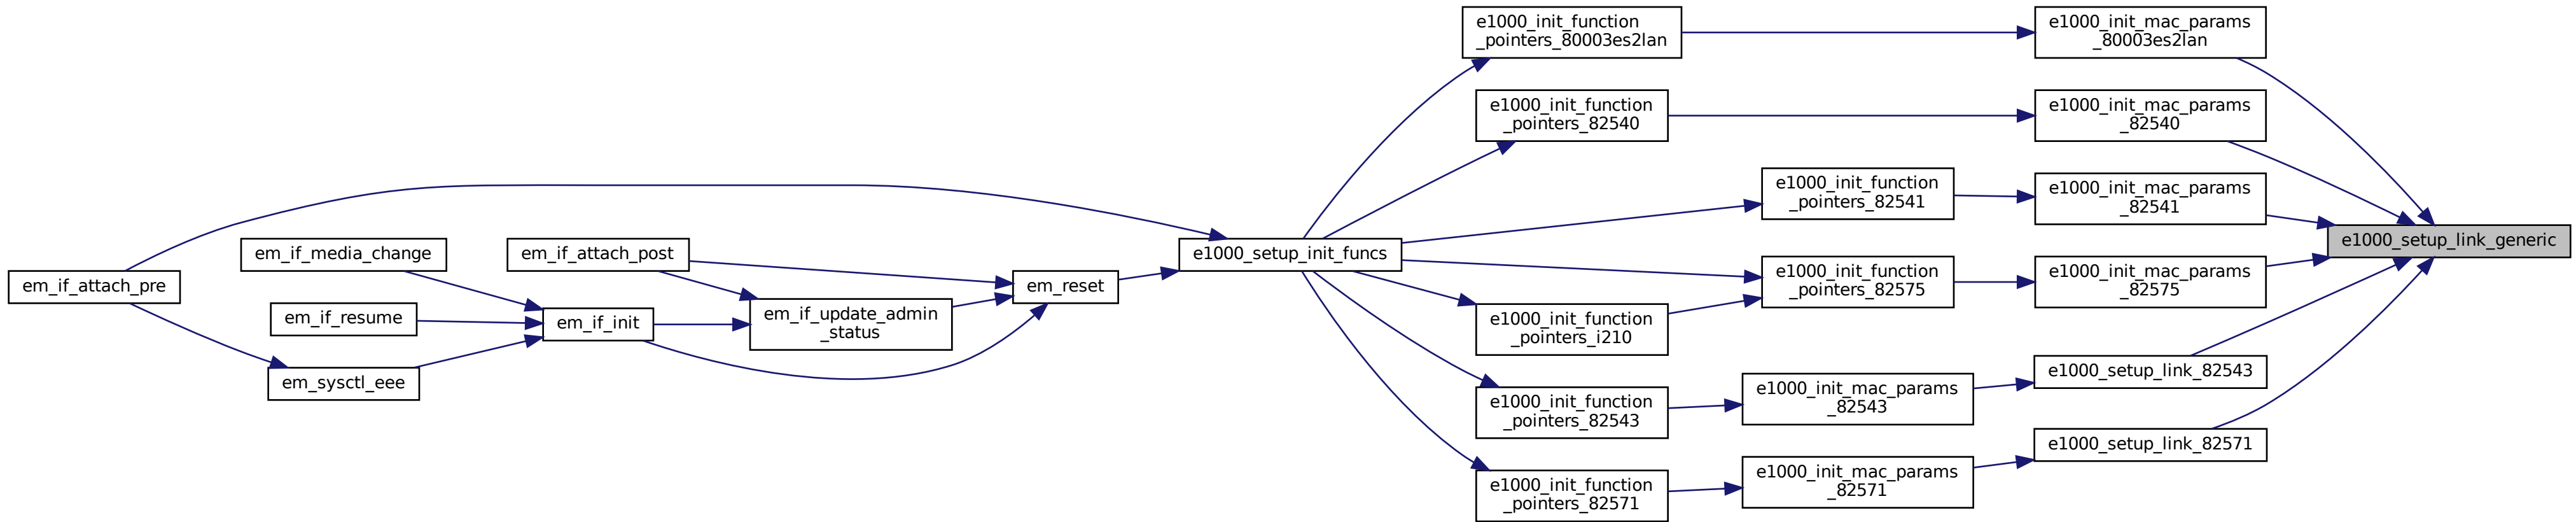 em_if_attach_pre
em_if_media_change
em_if_resume
em_sysctl_eee
em_if_attach_post
em_if_init
em_if_update_admin
_status
em_reset
e1000_setup_init_funcs
e1000_init_function
_pointers_80003es2lan
e1000_init_function
_pointers_82540
e1000_init_function
_pointers_82541
e1000_init_function
_pointers_82575
e1000_init_function
_pointers_i210
e1000_init_function
_pointers_82543
e1000_init_function
_pointers_82571
e1000_init_mac_params
_82543
e1000_init_mac_params
_82571
e1000_init_mac_params
_80003es2lan
e1000_init_mac_params
_82540
e1000_init_mac_params
_82541
e1000_init_mac_params
_82575
e1000_setup_link_82543
e1000_setup_link_82571
e1000_setup_link_generic